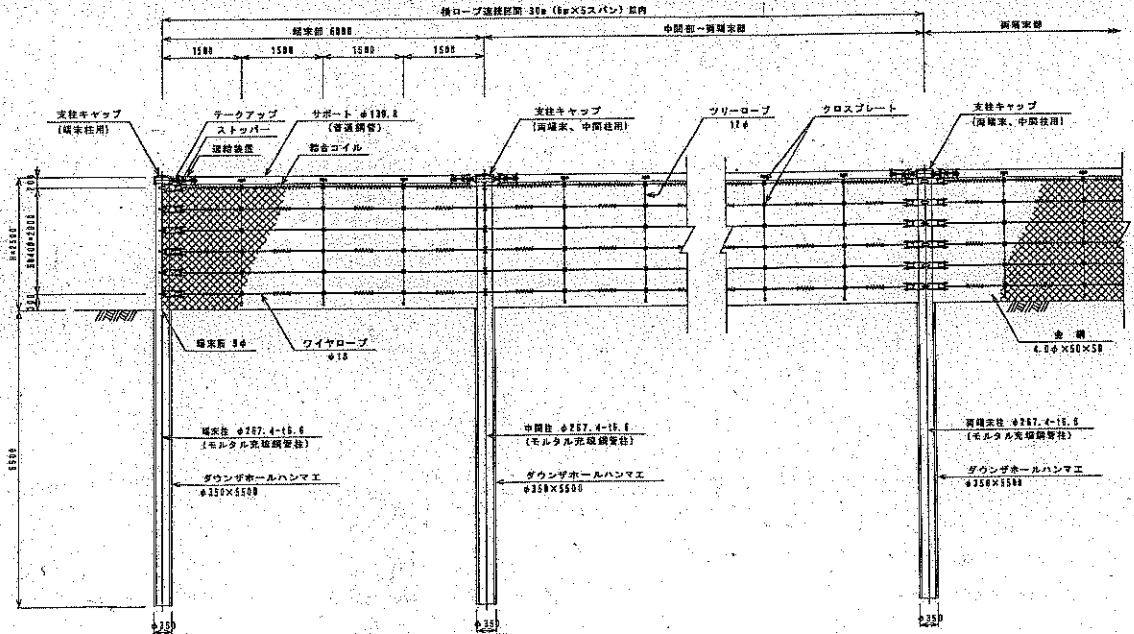 横ロープ連接区間 30m (6m×5スパン) 以内
端末部 6000
中間部～両端末部
両端末部
1500
1500
1500
1500
支柱キャップ
(端末柱用)
テークアップ
ストッパー
連結装置
サポート φ139.8
(普通鋼管)
結合コイル
支柱キャップ
(両端末、中間柱用)
ツリーロープ
12φ
クロスプレート
支柱キャップ
(両端末、中間柱用)
200
5@400=2000
300
H=2500
端末筋 9φ
ワイヤロープ
φ18
金網
4.0φ×50×50
5500
端末柱 φ267.4-t6.6
(モルタル充填鋼管柱)
中間柱 φ267.4-t6.6
(モルタル充填鋼管柱)
両端末柱 φ267.4-t6.6
(モルタル充填鋼管柱)
ダウンザホールハンマエ
φ350×5500
ダウンザホールハンマエ
φ350×5500
ダウンザホールハンマエ
φ350×5500
φ350
φ350
φ350